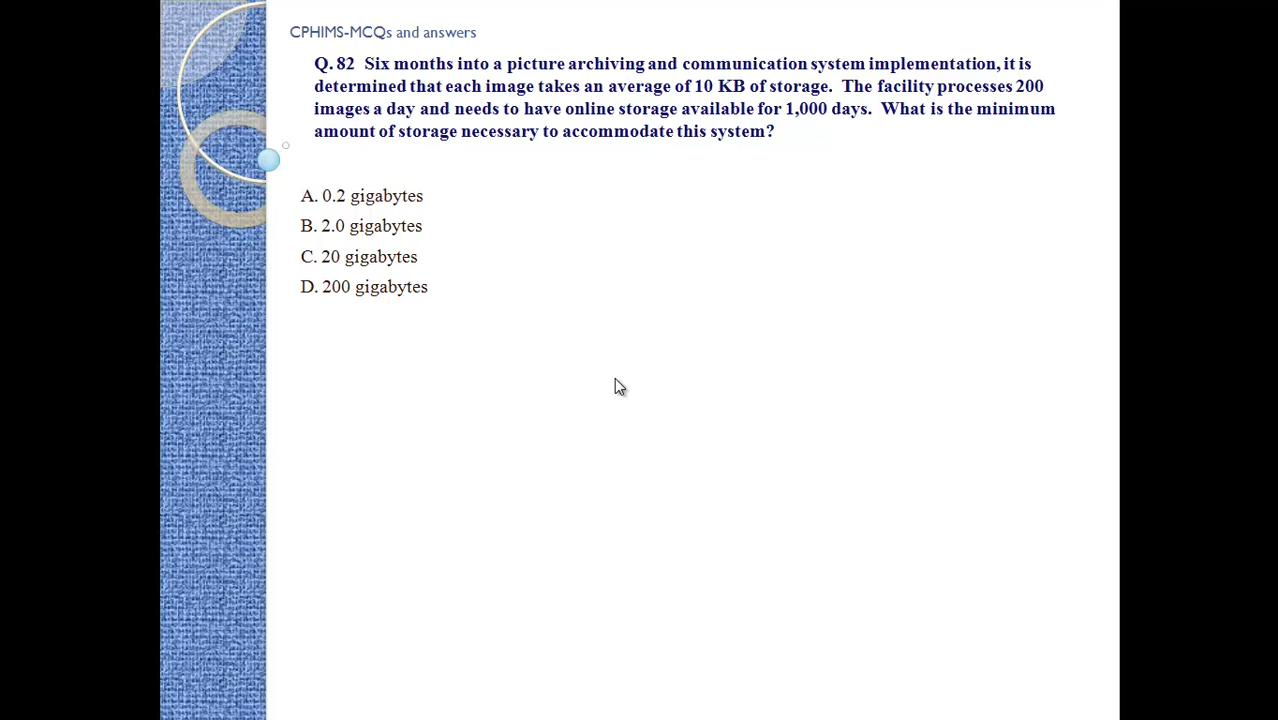 CPHIMS-MCQs and answers
Q. 82 Six months into a picture archiving and communication system implementation, it is
determined that each image takes an average of 10 KB of storage. The facility processes 200
images a day and needs to have online storage available for 1,000 days. What is the minimum
amount of storage necessary to accommodate this system?
A. 0.2 gigabytes
B. 2.0 gigabytes
C. 20 gigabytes
D. 200 gigabytes